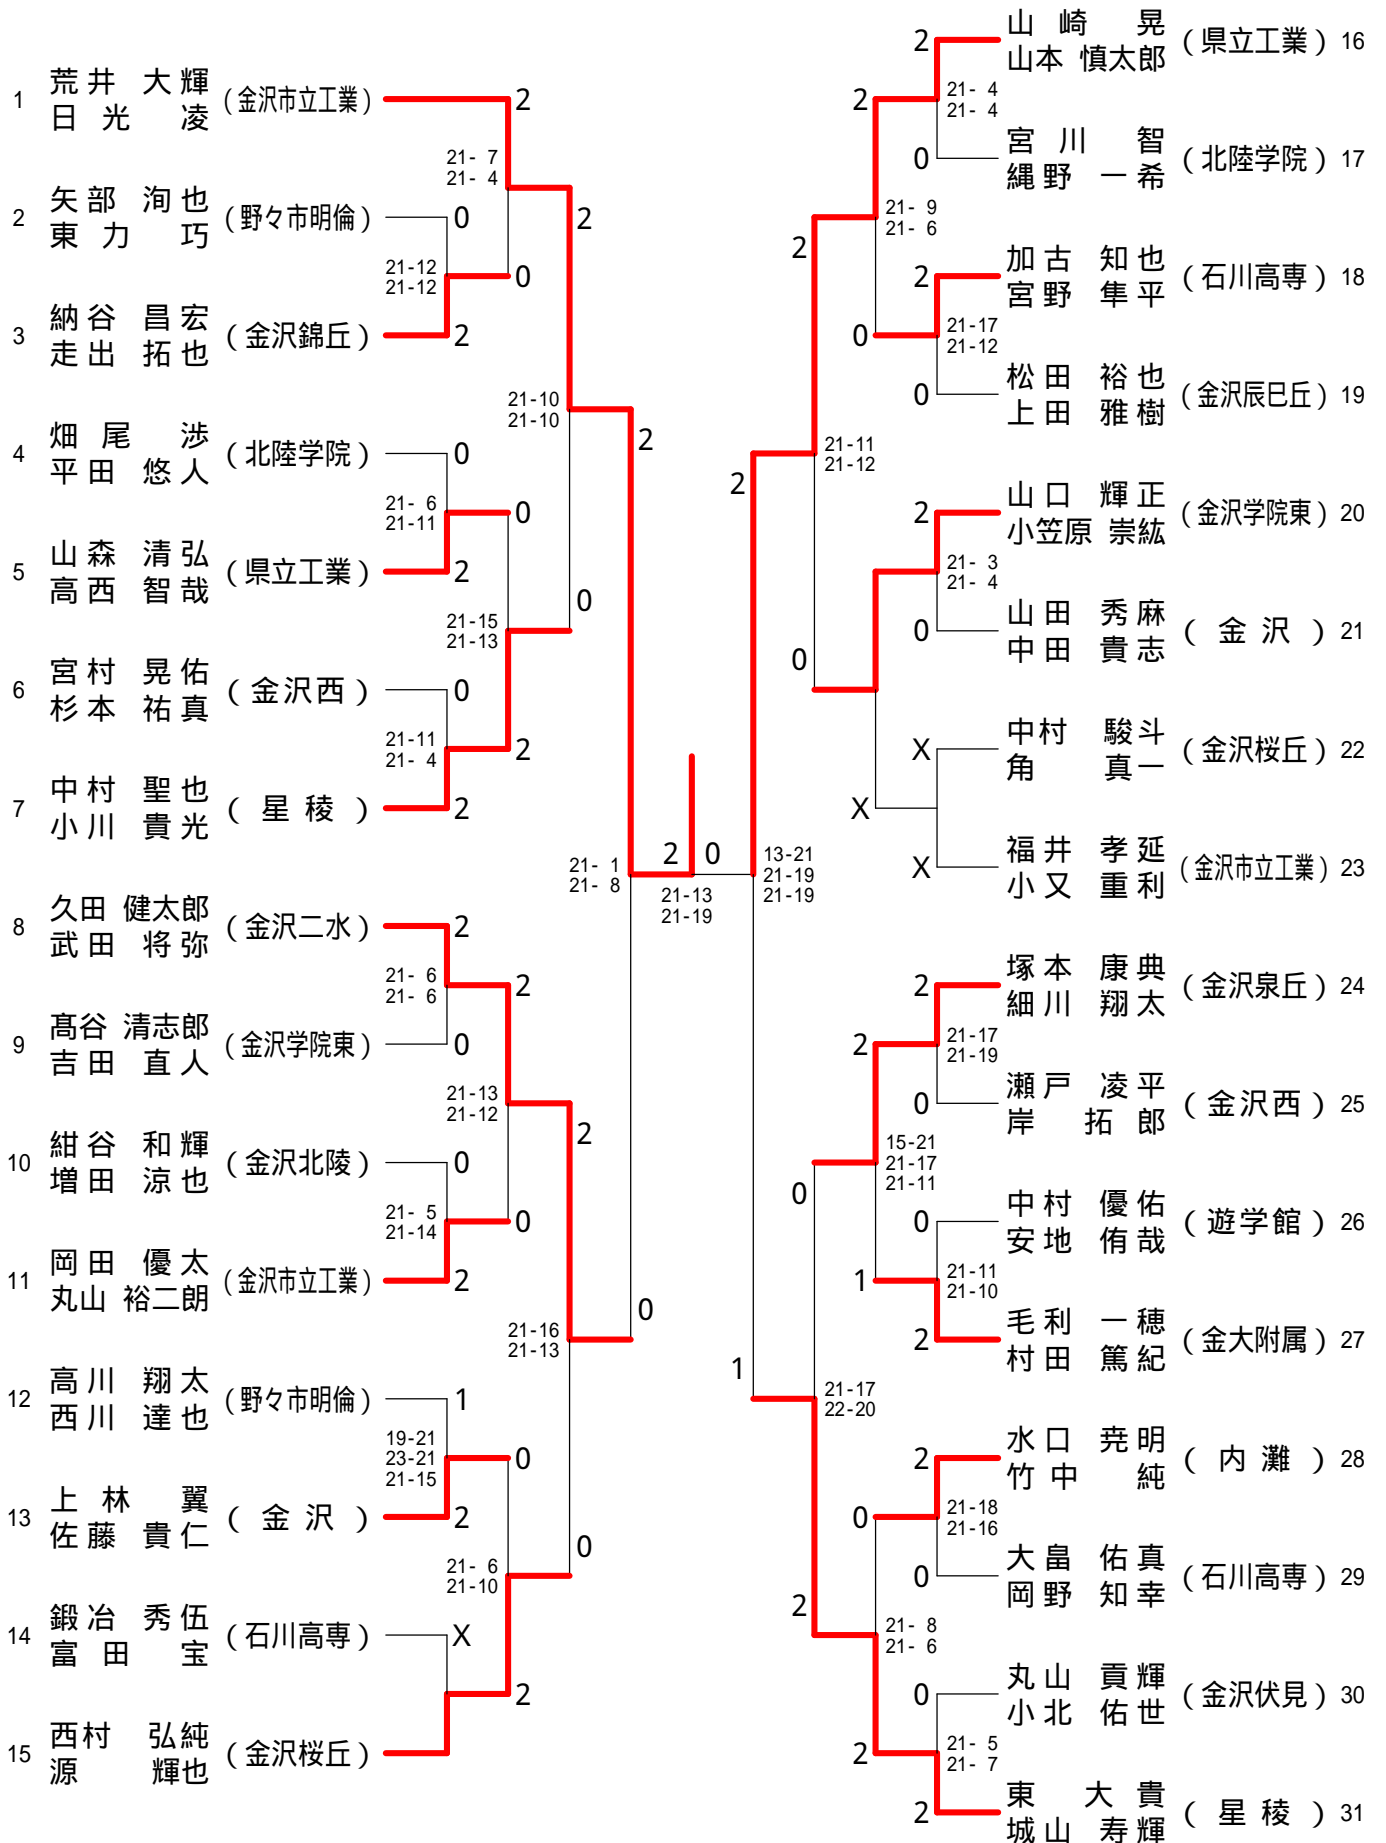 1 荒井 大輝 (金沢市立工業)
日光 凌
2 矢部 洵也 (野々市明倫)
東力 巧
3 納谷 昌宏 (金沢錦丘)
走出 拓也
4 畑尾 渉 (北陸学院)
平田 悠人
5 山森 清弘 (県立工業)
高西 智哉
6 宮村 晃佑 (金沢西)
杉本 祐真
7 中村 聖也 (星稜)
小川 貴光
8 久田 健太郎 (金沢二水)
武田 将弥
9 髙谷 清志郎 (金沢学院東)
吉田 直人
10 紺谷 和輝 (金沢北陵)
増田 涼也
11 岡田 優太 (金沢市立工業)
丸山 裕二朗
12 高川 翔太 (野々市明倫)
西川 達也
13 上林 翼 (金沢)
佐藤 貴仁
14 鍛冶 秀伍 (石川高専)
富田 宝
15 西村 弘純 (金沢桜丘)
源 輝也
2
21- 7
21- 4
0
0
21-12
21-12
2
2
21-10
21-10
0
0
21- 6
21-11
2
0
21-15
21-13
2
0
21-11
21- 4
2
2
21- 1
21- 8
0
2
21- 6
21- 6
0
2
21-13
21-12
0
0
21- 5
21-14
2
2
21-16
21-13
0
1
19-21
23-21
21-15
2
0
21- 6
21-10
2
X
2 0
21-13
21-19
山崎 晃 (県立工業) 16
山本 慎太郎
宮川 智 (北陸学院) 17
縄野 一希
加古 知也 (石川高専) 18
宮野 隼平
松田 裕也 (金沢辰巳丘) 19
上田 雅樹
山口 輝正 (金沢学院東) 20
小笠原 崇紘
山田 秀麻 (金沢) 21
中田 貴志
中村 駿斗 (金沢桜丘) 22
角 真一
福井 孝延 (金沢市立工業) 23
小又 重利
塚本 康典 (金沢泉丘) 24
細川 翔太
瀬戸 凌平 (金沢西) 25
岸 拓郎
中村 優佑 (遊学館) 26
安地 侑哉
毛利 一穂 (金大附属) 27
村田 篤紀
水口 尭明 (内灘) 28
竹中 純
大畠 佑真 (石川高専) 29
岡野 知幸
丸山 貢輝 (金沢伏見) 30
小北 佑世
東 大貴 (星稜) 31
城山 寿輝
2
21- 4
21- 4
0
2
21- 9
21- 6
0
2
21-17
21-12
0
2
21-11
21-12
0
2
21- 3
21- 4
0
X
X
X
2
13-21
21-19
21-19
1
2
21-17
21-19
0
2
15-21
21-17
21-11
1
0
21-11
21-10
2
0
21-17
22-20
2
2
21-18
21-16
0
0
21- 8
21- 6
2
0
21- 5
21- 7
2